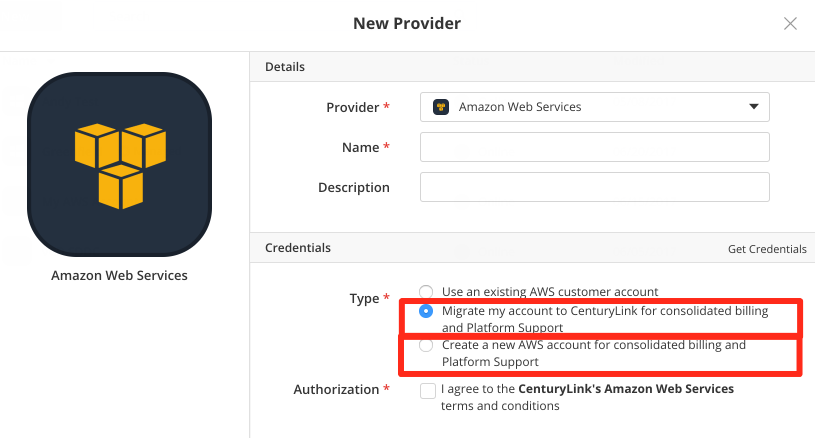 New Provider
Details
Provider *
Amazon Web Services
Name *
Description
Amazon Web Services
Credentials
Get Credentials
Type *
Use an existing AWS customer account
Migrate my account to CenturyLink for consolidated billing
and Platform Support
Create a new AWS account for consolidated billing and
Platform Support
Authorization *
I agree to the CenturyLink's Amazon Web Services
terms and conditions